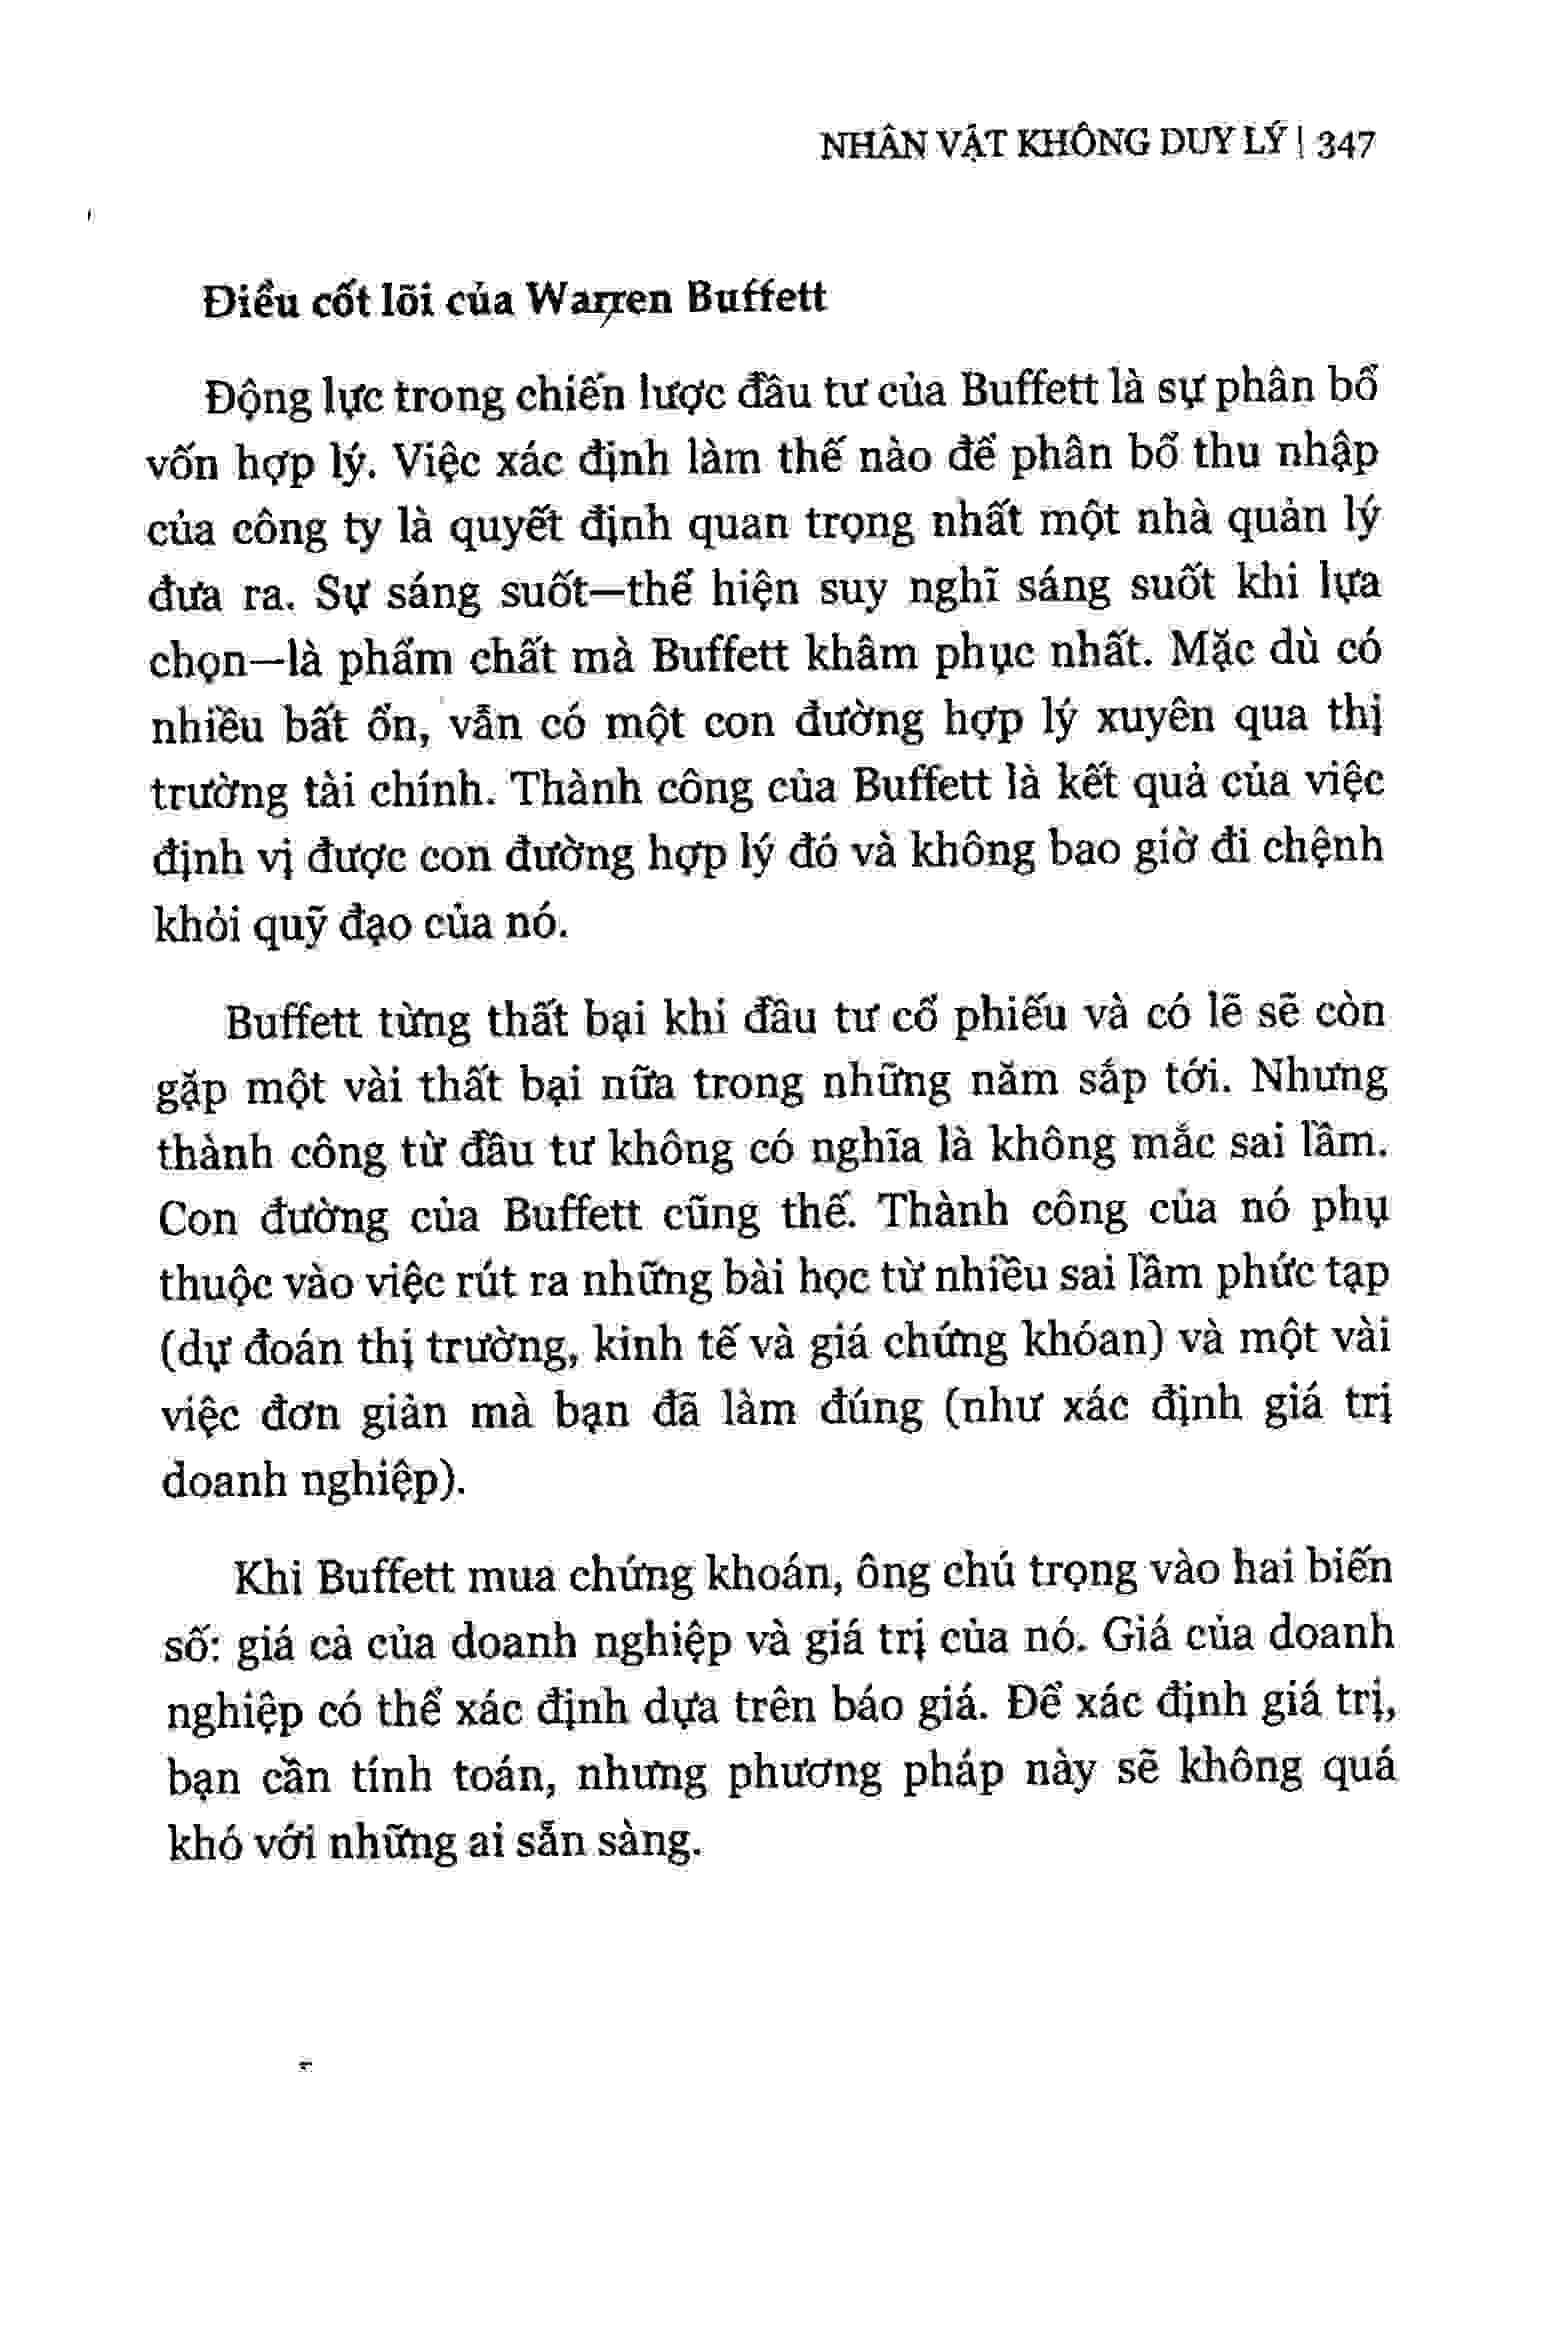 NHÂN VẬT KHÔNG DUY LÝ | 347
Điều cốt lõi của Warren Buffett
Động lực trong chiến lược đầu tư của Buffett là sự phân bổ
vốn hợp lý. Việc xác định làm thế nào để phân bổ thu nhập
của công ty là quyết định quan trọng nhất một nhà quản lý
đưa ra. Sự sáng suốt—thể hiện suy nghĩ sáng suốt khi lựa
chọn—là phẩm chất mà Buffett khâm phục nhất. Mặc dù có
nhiều bất ổn, vẫn có một con đường hợp lý xuyên qua thị
trường tài chính. Thành công của Buffett là kết quả của việc
định vị được con đường hợp lý đó và không bao giờ đi chệnh
khỏi quỹ đạo của nó.
Buffett từng thất bại khi đầu tư cổ phiếu và có lẽ sẽ còn
gặp một vài thất bại nữa trong những năm sắp tới. Nhưng
thành công từ đầu tư không có nghĩa là không mắc sai lầm.
Con đường của Buffett cũng thế. Thành công của nó phụ
thuộc vào việc rút ra những bài học từ nhiều sai lầm phức tạp
(dự đoán thị trường, kinh tế và giá chứng khóan) và một vài
việc đơn giản mà bạn đã làm đúng (như xác định giá trị
doanh nghiệp).
Khi Buffett mua chứng khoán, ông chú trọng vào hai biến
số: giá cả của doanh nghiệp và giá trị của nó. Giá của doanh
nghiệp có thể xác định dựa trên báo giá. Để xác định giá trị,
bạn cần tính toán, nhưng phương pháp này sẽ không quá
khó với những ai sẵn sàng.